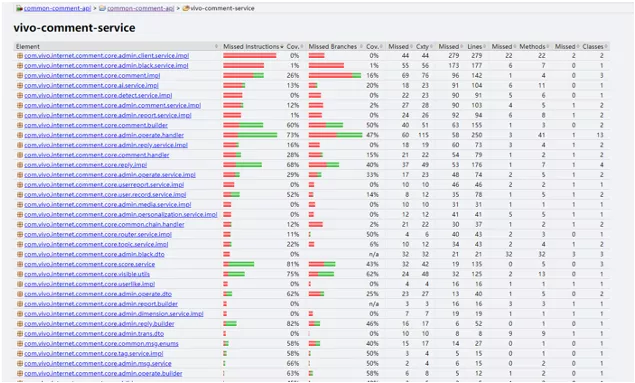 common-comment-api > common-comment-api > vivo-comment-service
vivo-comment-service
Element Missed Instructions Cov. Missed Branches Cov. Missed Cxty Missed Lines Missed Methods Missed Classes
com.vivo.internet.comment.core.admin.client.service.impl 0% 0% 44 44 279 279 22 22 2 2
com.vivo.internet.comment.core.admin.black.service.impl 1% 1% 55 56 173 177 6 7 0 1
com.vivo.internet.comment.core.comment.impl 26% 16% 69 76 96 142 1 4 0 3
com.vivo.internet.comment.core.ai.service.impl 13% 20% 18 23 91 104 6 11 0 1
com.vivo.internet.comment.core.detect.service.impl 0% 0% 22 23 90 91 5 6 0 1
com.vivo.internet.comment.core.admin.comment.service.impl 12% 2% 27 28 90 103 4 5 1 2
com.vivo.internet.comment.core.admin.report.service.impl 1% 0% 24 26 92 94 6 8 1 2
com.vivo.internet.comment.core.comment.builder 60% 50% 40 51 63 155 1 3 0 2
com.vivo.internet.comment.core.admin.operate.handler 73% 47% 60 115 58 250 3 41 1 13
com.vivo.internet.comment.core.admin.reply.service.impl 16% 0% 18 19 60 73 3 4 1 2
com.vivo.internet.comment.core.comment.handler 28% 15% 21 22 54 79 1 2 1 2
com.vivo.internet.comment.core.reply.impl 68% 40% 37 49 53 176 1 7 1 4
com.vivo.internet.comment.core.admin.operate.service.impl 29% 33% 17 23 48 74 2 5 1 2
com.vivo.internet.comment.core.userreport.service.impl 0% 0% 10 10 46 46 2 2 1 1
com.vivo.internet.comment.core.user.record.service.impl 52% 14% 8 12 35 78 1 5 1 2
com.vivo.internet.comment.core.admin.media.service.impl 0% 0% 10 10 31 31 1 1 1 1
com.vivo.internet.comment.core.admin.personalization.service.impl 0% 0% 12 12 41 41 5 5 1 1
com.vivo.internet.comment.core.common.chain.handler 12% 2% 21 22 30 37 1 2 1 2
com.vivo.internet.comment.core.router.service.impl 11% 50% 4 6 40 43 2 3 0 1
com.vivo.internet.comment.core.topic.service.impl 22% 6% 10 12 34 43 2 4 1 2
com.vivo.internet.comment.core.admin.black.dto 0% n/a 32 32 21 21 32 32 3 3
com.vivo.internet.comment.core.score.service 81% 43% 32 42 19 135 0 5 0 3
com.vivo.internet.comment.core.visible.utils 75% 62% 24 48 32 125 2 13 0 1
com.vivo.internet.comment.core.userlike.impl 0% 0% 4 4 16 16 1 1 1 1
com.vivo.internet.comment.core.admin.operate.dto 62% 25% 23 27 13 40 1 5 0 2
com.vivo.internet.comment.core.admin.report.builder 0% n/a 3 3 16 16 3 3 1 1
com.vivo.internet.comment.core.admin.dimension.service.impl 0% 0% 7 7 19 19 1 1 1 1
com.vivo.internet.comment.core.admin.reply.builder 82% 46% 16 17 6 52 0 1 0 1
com.vivo.internet.comment.core.admin.trans.dto 0% 0% 10 10 8 8 9 9 1 1
com.vivo.internet.comment.core.common.msg.enums 58% 40% 15 17 14 27 0 1 0 1
com.vivo.internet.comment.core.tag.service.impl 58% 50% 3 4 5 15 0 1 0 1
com.vivo.internet.comment.core.admin.msg.service 66% 50% 2 4 6 15 0 2 0 1
com.vivo.internet.comment.core.admin.operate.builder 63% 58% 6 8 5 12 1 2 0 1